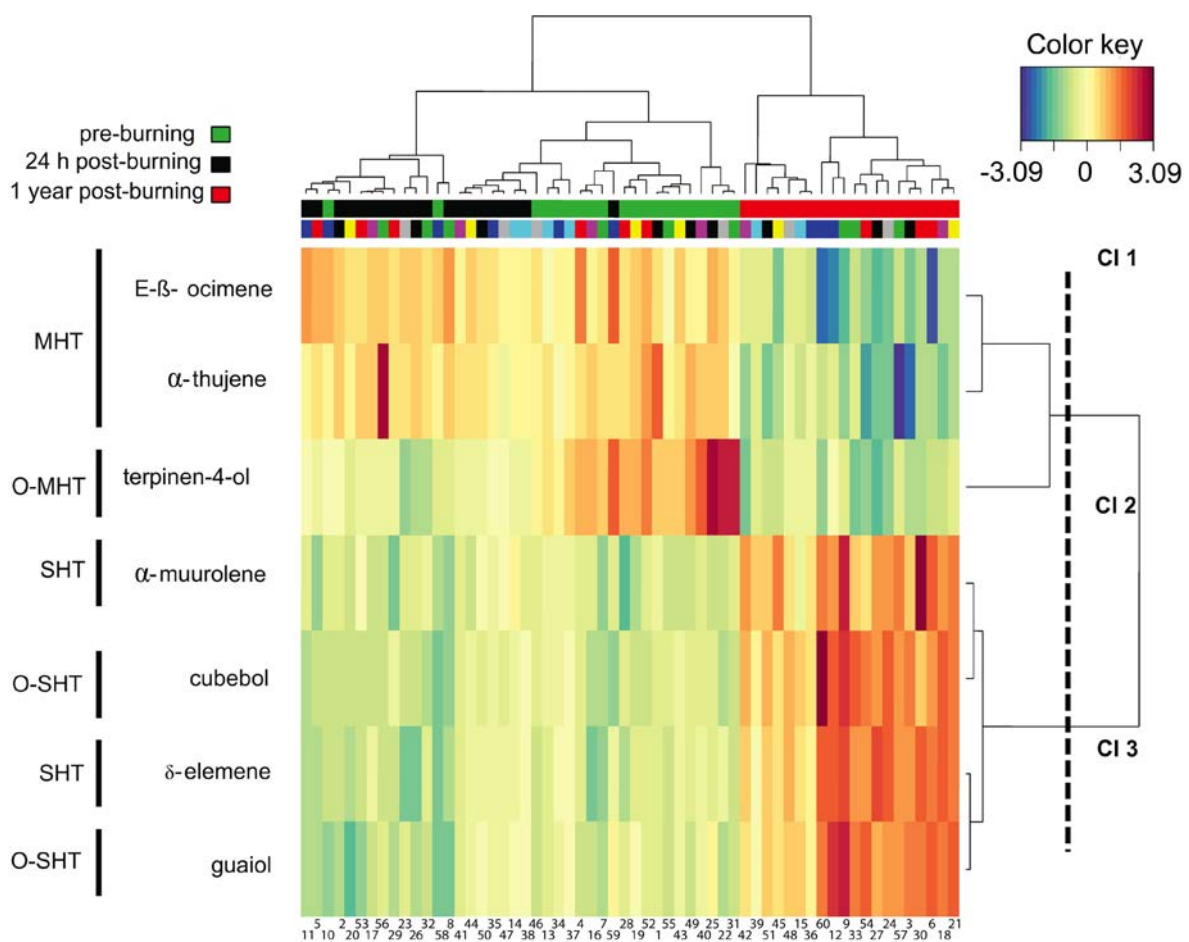 Color key
-3.09 0 3.09
pre-burning
24 h post-burning
1 year post-burning
MHT
E-ß- ocimene
α-thujene
O-MHT
terpinen-4-ol
SHT
α-muurolene
O-SHT
cubebol
SHT
δ-elemene
O-SHT
guaiol
CI 1
CI 2
CI 3
5 2 53 56 23 32 8 44 35 14 46 34 4 7 28 52 55 49 25 31 39 45 15 60 9 54 24 3 6 21
11 10 20 17 29 26 58 41 50 47 38 13 37 16 59 19 1 43 40 22 42 51 48 36 12 33 27 57 30 18